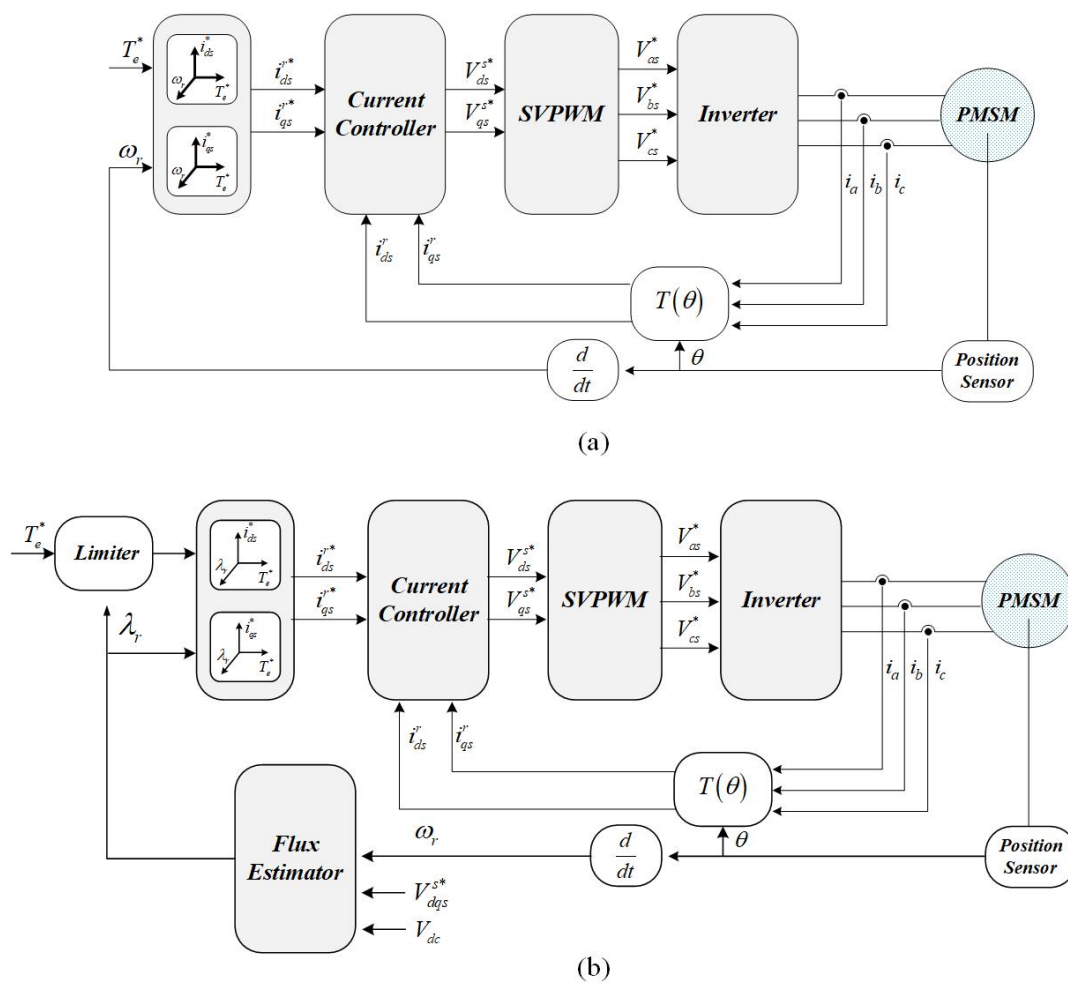 T_e^*
i_ds^*
ω_r
T_e^*
i_qs^*
ω_r
T_e^*
ω_r
i_ds^r*
i_qs^r*
Current
Controller
V_ds^s*
V_qs^s*
SVPWM
V_as^*
V_bs^*
V_cs^*
Inverter
PMSM
i_a i_b i_c
i_ds^r
i_qs^r
T(θ)
θ
d
dt
Position
Sensor
(a)
T_e^*
Limiter
i_ds^*
λ_r
T_e^*
i_qs^*
λ_r
T_e^*
λ_r
i_ds^r*
i_qs^r*
Current
Controller
V_ds^s*
V_qs^s*
SVPWM
V_as^*
V_bs^*
V_cs^*
Inverter
PMSM
i_a i_b i_c
i_ds^r
i_qs^r
T(θ)
θ
d
dt
ω_r
Position
Sensor
Flux
Estimator
V_dqs^s*
V_dc
(b)